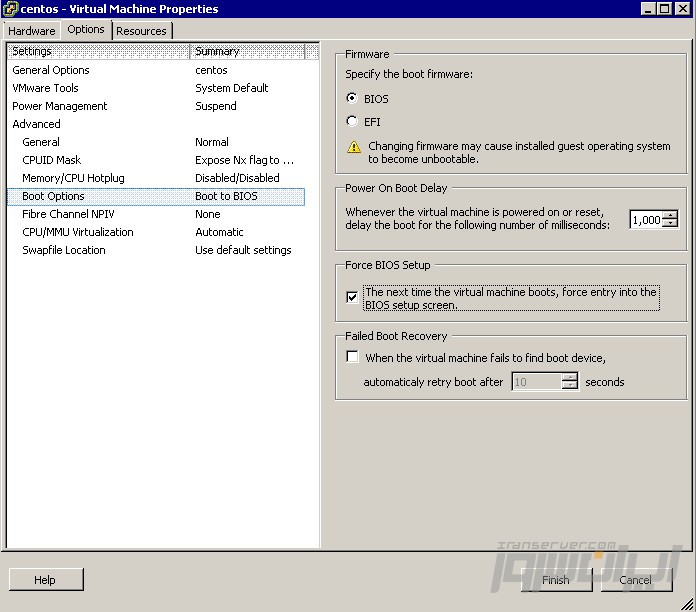 centos - Virtual Machine Properties
Hardware Options Resources
Settings Summary
General Options centos
VMware Tools System Default
Power Management Suspend
Advanced
General Normal
CPUID Mask Expose Nx flag to ...
Memory/CPU Hotplug Disabled/Disabled
Boot Options Boot to BIOS
Fibre Channel NPIV None
CPU/MMU Virtualization Automatic
Swapfile Location Use default settings
Firmware
Specify the boot firmware:
BIOS
EFI
Changing firmware may cause installed guest operating system
to become unbootable.
Power On Boot Delay
Whenever the virtual machine is powered on or reset,
delay the boot for the following number of milliseconds:
1,000
Force BIOS Setup
The next time the virtual machine boots, force entry into the
BIOS setup screen.
Failed Boot Recovery
When the virtual machine fails to find boot device,
automaticaly retry boot after 10 seconds
iranserver.com
ایران سرور
Help Finish Cancel